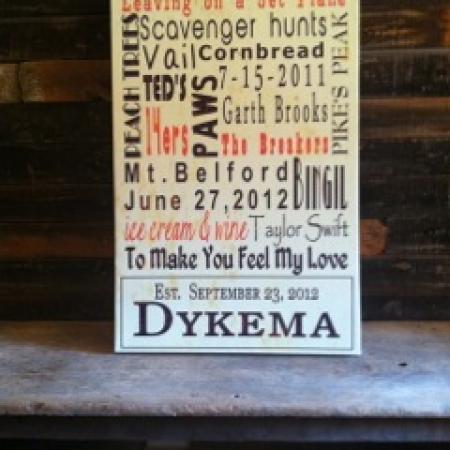 Leaving on a Jet Plane
PEACH TREES
Scavenger hunts
Vail
Cornbread
TED'S
PAWS
7-15-2011
PIKE'S PEAK
Garth Brooks
14ers
The Breakers
Mt. Belford
BINGIL
June 27,2012
ice cream & wine
Taylor Swift
To Make You Feel My Love
EST. SEPTEMBER 23, 2012
DYKEMA